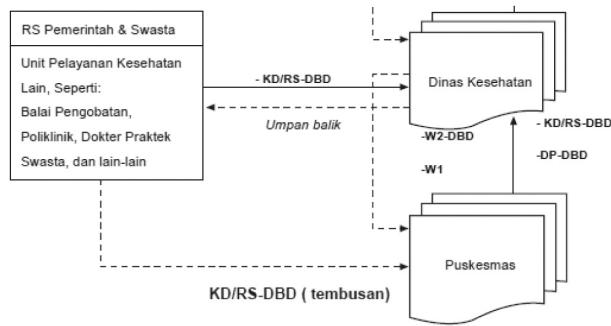 RS Pemerintah & Swasta
Unit Pelayanan Kesehatan
Lain, Seperti:
Balai Pengobatan,
Poliklinik, Dokter Praktek
Swasta, dan lain-lain
- KD/RS-DBD
Umpan balik
Dinas Kesehatan
-W2-DBD
-W1
- KD/RS-DBD
-DP-DBD
Puskesmas
KD/RS-DBD ( tembusan)